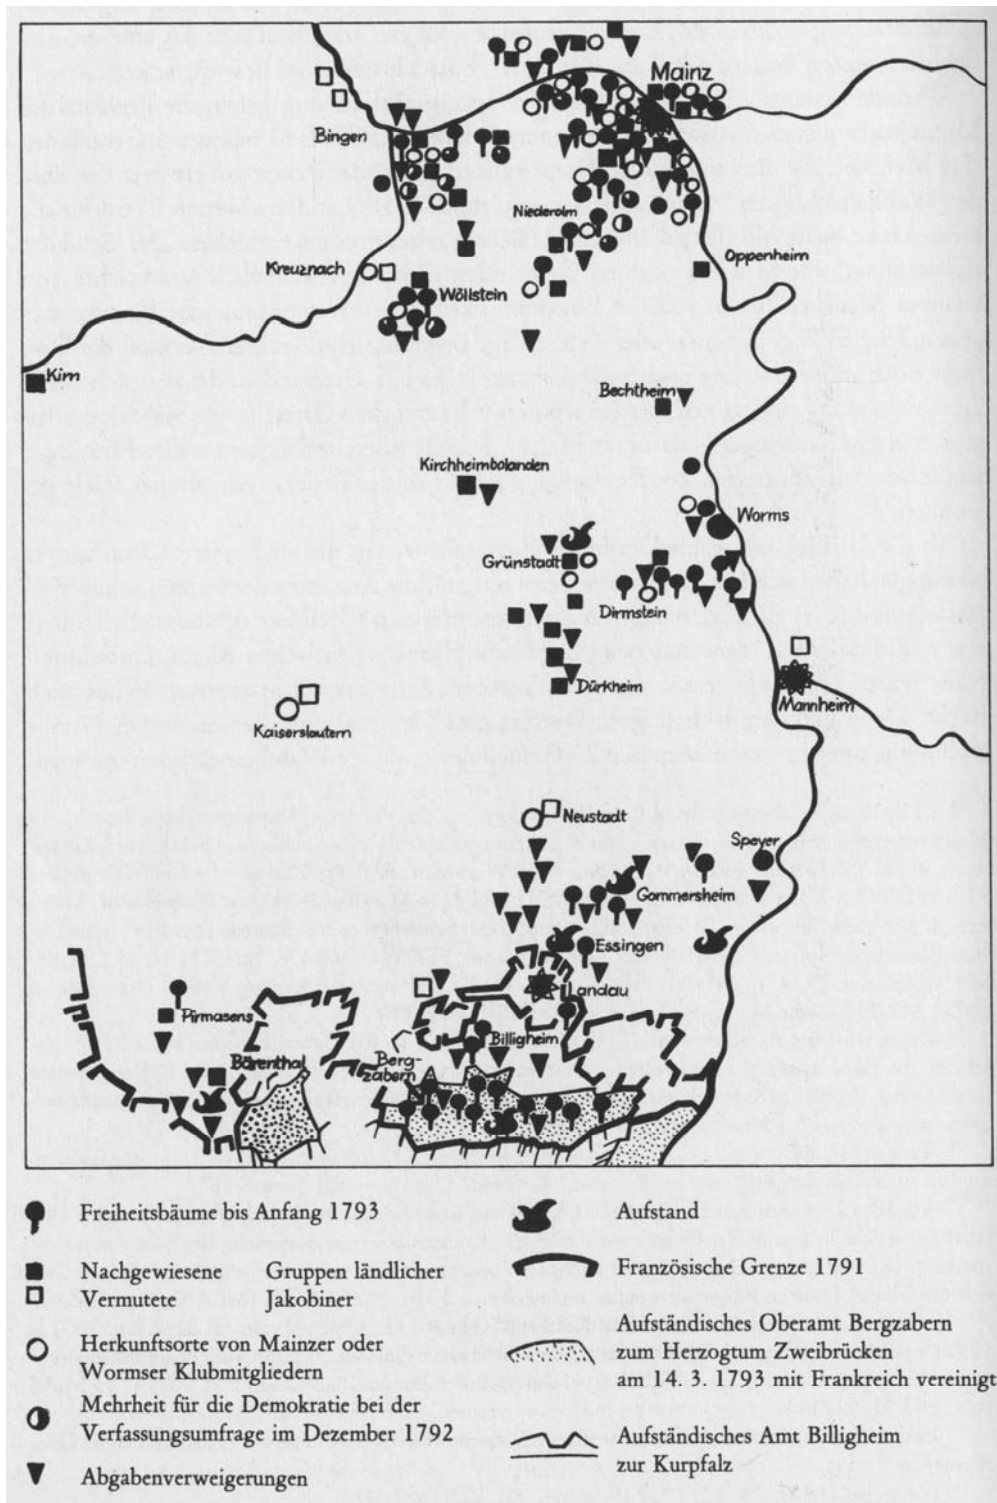 Mainz
Bingen
Niederolm
Kreuznach
Oppenheim
Wöllstein
Kirn
Bechtheim
Kirchheimbolanden
Worms
Grünstadt
Dirmstein
Dürkheim
Mannheim
Kaiserslautern
Neustadt
Speyer
Gommersheim
Essingen
Landau
Pirmasens
Billigheim
Bärenthal
Berg-
zabern
Freiheitsbäume bis Anfang 1793
Nachgewiesene Gruppen ländlicher
Vermutete Jakobiner
Herkunftsorte von Mainzer oder
Wormser Klubmitgliedern
Mehrheit für die Demokratie bei der
Verfassungsumfrage im Dezember 1792
Abgabenverweigerungen
Aufstand
Französische Grenze 1791
Aufständisches Oberamt Bergzabern
zum Herzogtum Zweibrücken
am 14. 3. 1793 mit Frankreich vereinigt
Aufständisches Amt Billigheim
zur Kurpfalz